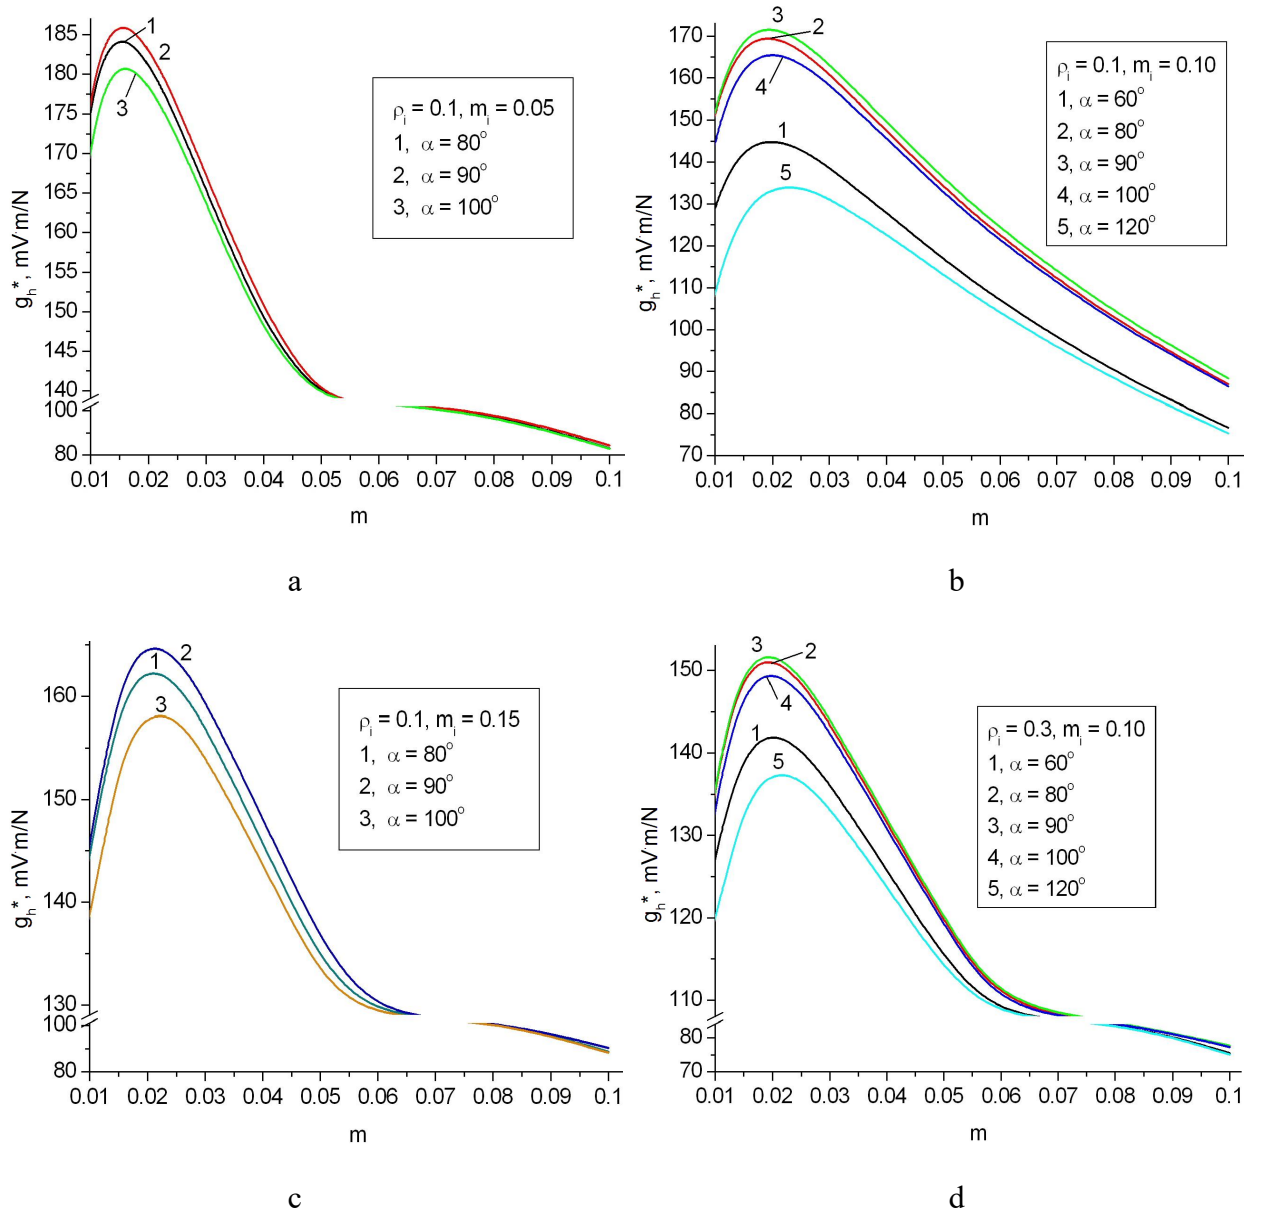 185
180
175
170
165
160
155
150
145
140
100
80
g_h*, mV·m/N
0.01 0.02 0.03 0.04 0.05 0.06 0.07 0.08 0.09 0.1
m
1
2
3
ρ_i = 0.1, m_i = 0.05
1, α = 80°
2, α = 90°
3, α = 100°
a
170
160
150
140
130
120
110
100
90
80
70
g_h*, mV·m/N
0.01 0.02 0.03 0.04 0.05 0.06 0.07 0.08 0.09 0.1
m
3
2
4
1
5
ρ_i = 0.1, m_i = 0.10
1, α = 60°
2, α = 80°
3, α = 90°
4, α = 100°
5, α = 120°
b
160
150
140
130
100
80
g_h*, mV·m/N
0.01 0.02 0.03 0.04 0.05 0.06 0.07 0.08 0.09 0.1
m
2
1
3
ρ_i = 0.1, m_i = 0.15
1, α = 80°
2, α = 90°
3, α = 100°
c
150
140
130
120
110
80
70
g_h*, mV·m/N
0.01 0.02 0.03 0.04 0.05 0.06 0.07 0.08 0.09 0.1
m
3
2
4
1
5
ρ_i = 0.3, m_i = 0.10
1, α = 60°
2, α = 80°
3, α = 90°
4, α = 100°
5, α = 120°
d